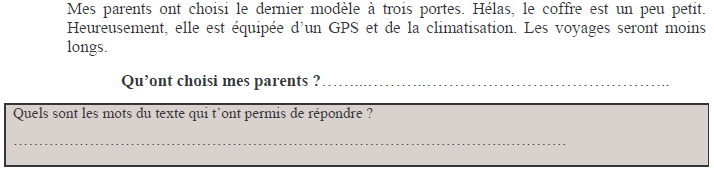 Mes parents ont choisi le dernier modèle à trois portes. Hélas, le coffre est un peu petit.
Heureusement, elle est équipée d’un GPS et de la climatisation. Les voyages seront moins
longs.
Qu’ont choisi mes parents ?……...………...…………………………………………..
Quels sont les mots du texte qui t’ont permis de répondre ?
…………………………………………………………………………...………